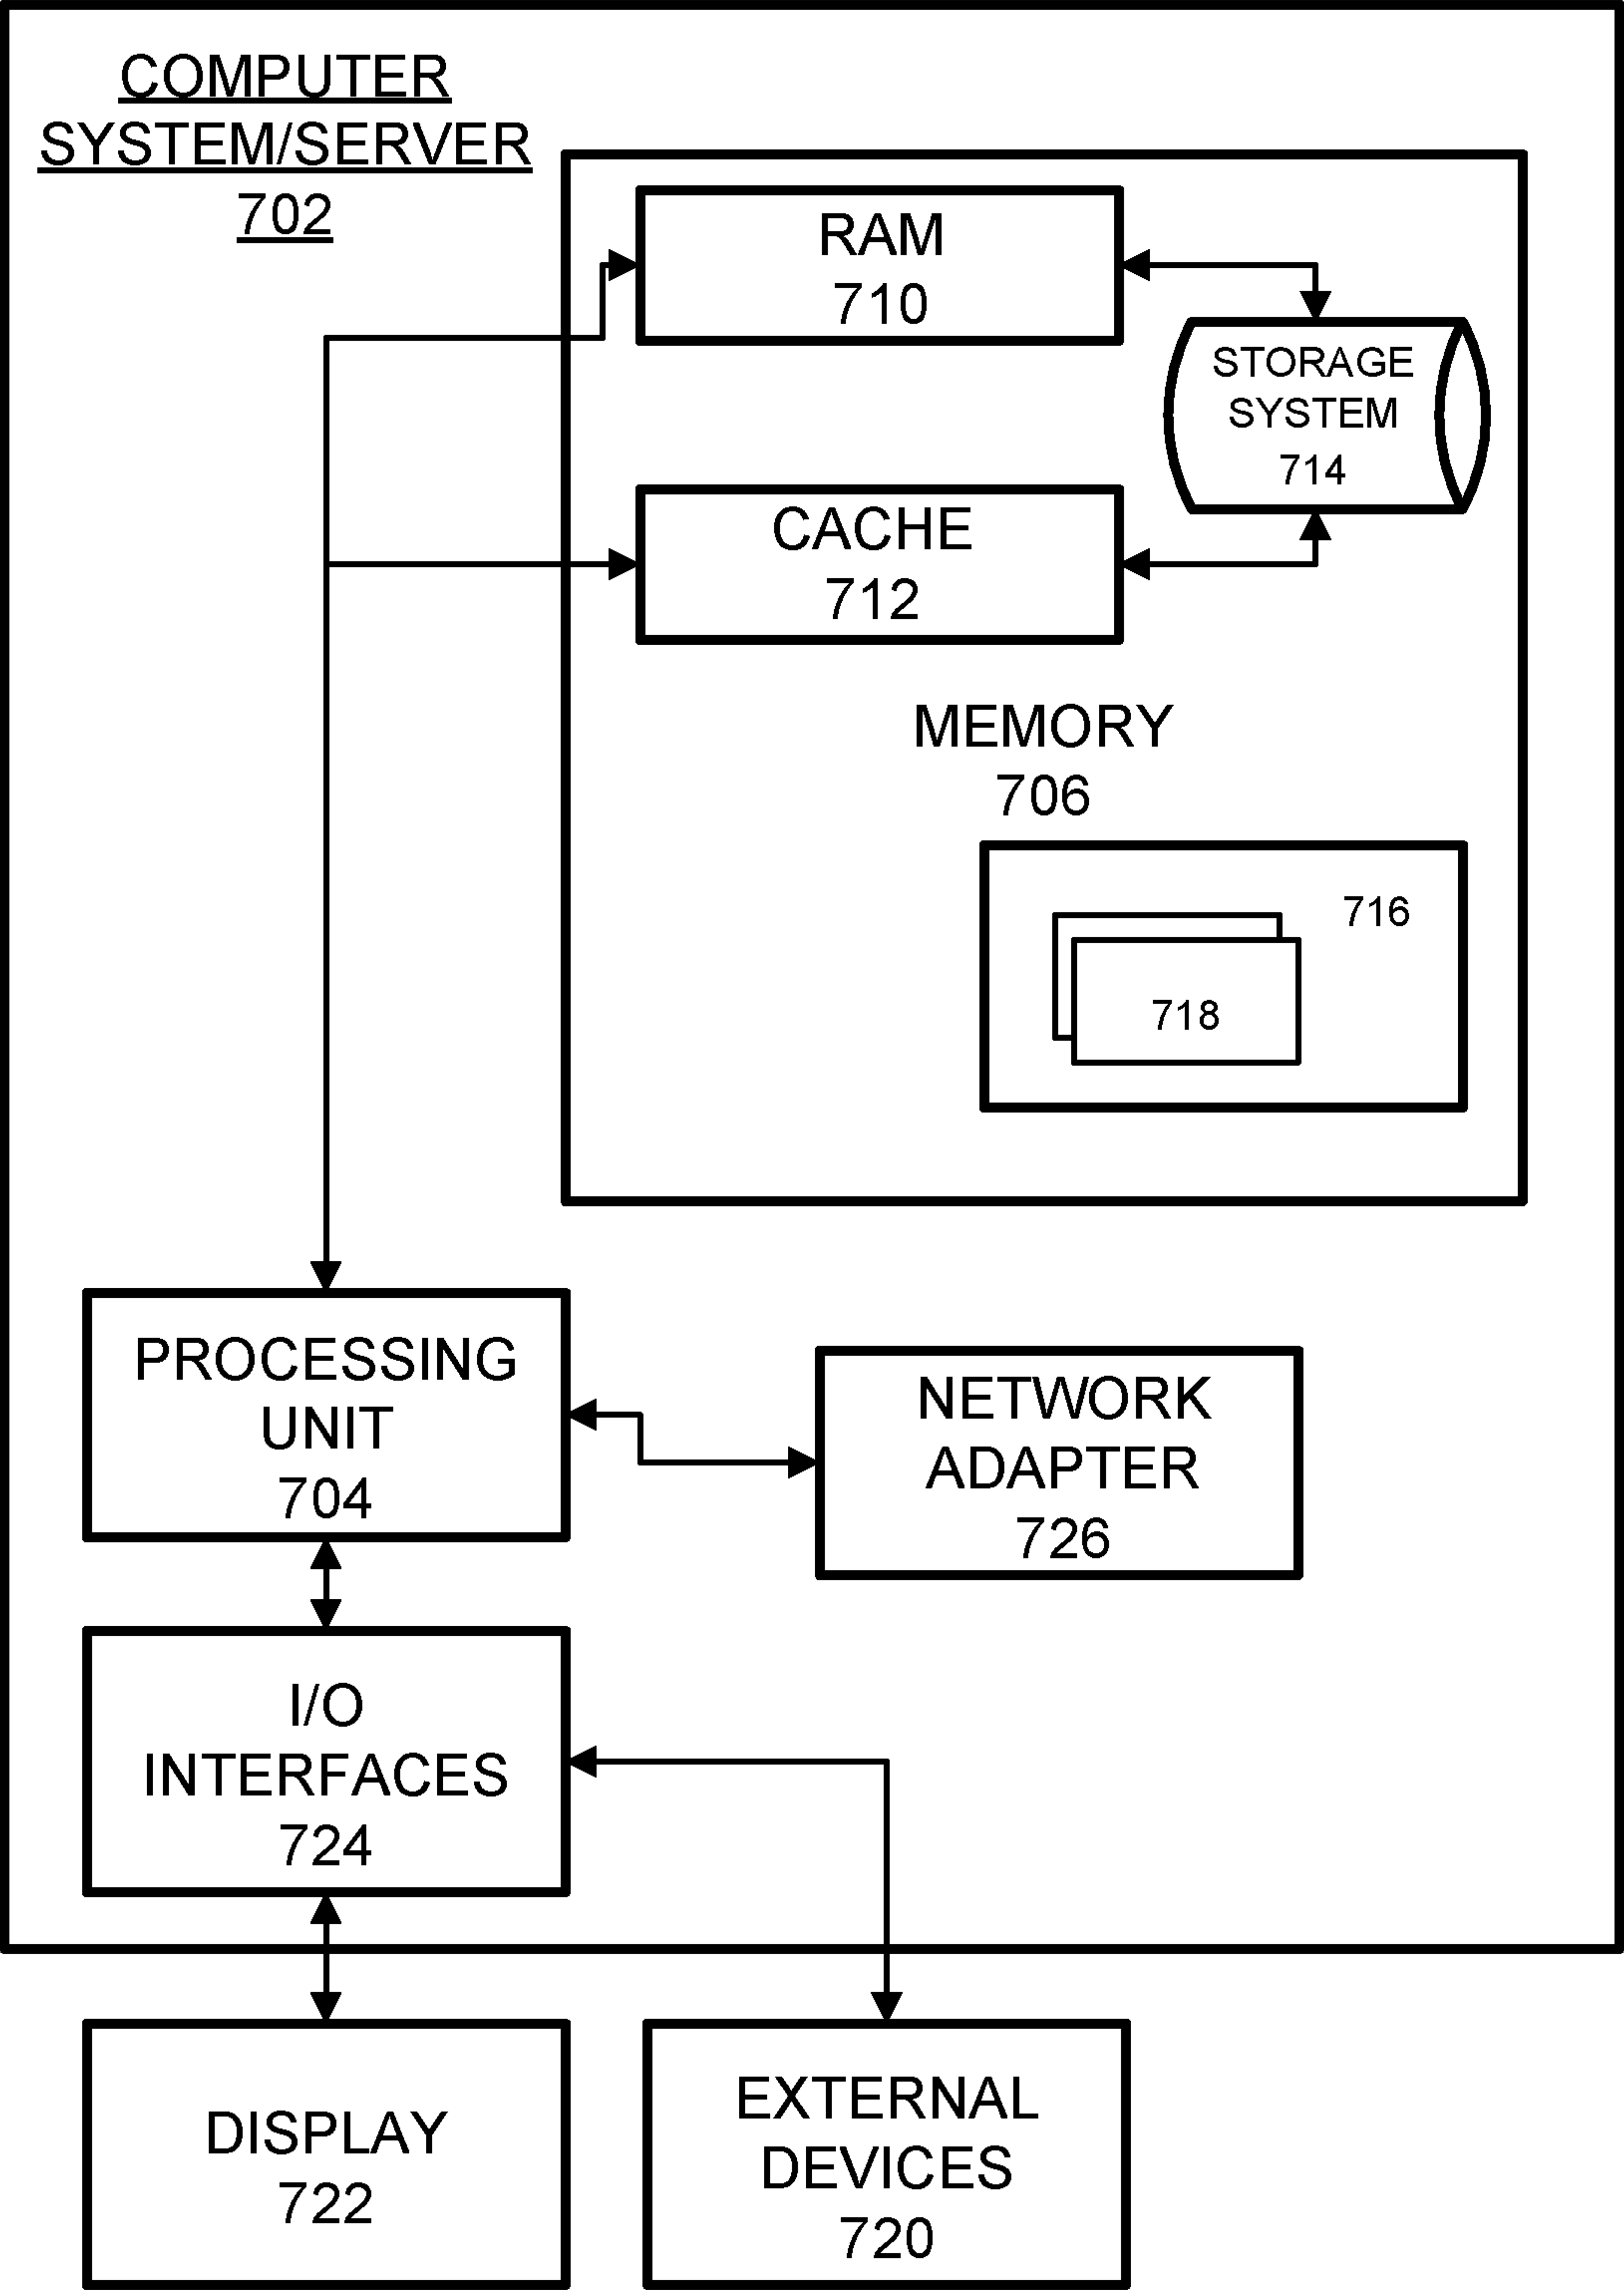 COMPUTER
SYSTEM/SERVER
702
RAM
710
STORAGE
SYSTEM
714
CACHE
712
MEMORY
706
716
718
PROCESSING
UNIT
704
NETWORK
ADAPTER
726
I/O
INTERFACES
724
DISPLAY
722
EXTERNAL
DEVICES
720